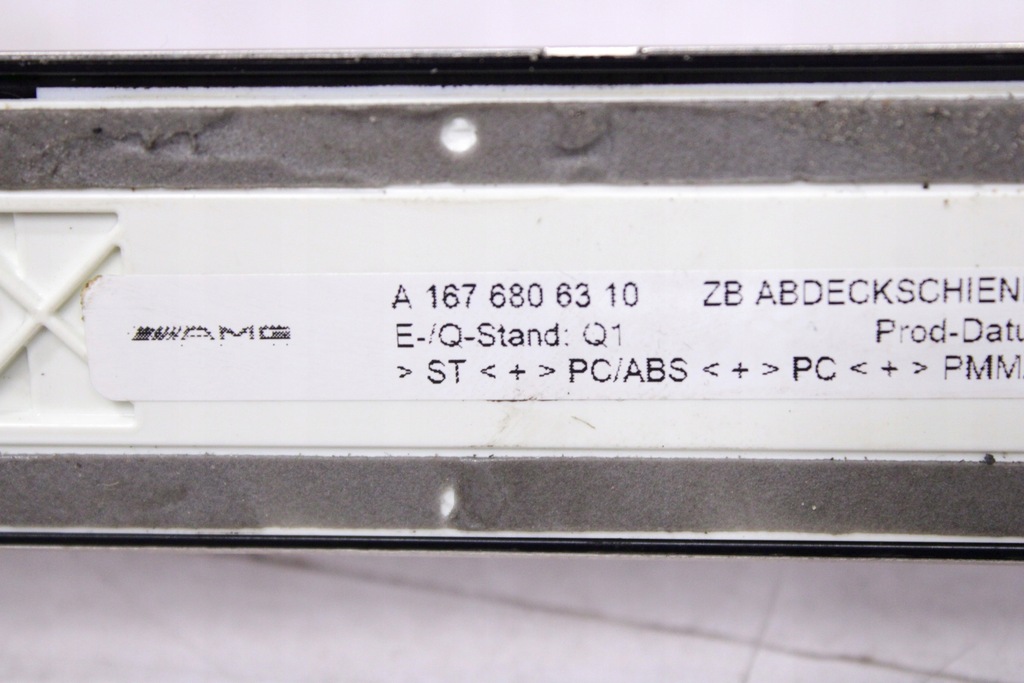 AMG
A 167 680 63 10 ZB ABDECKSCHIEN
E-/Q-Stand: Q1 Prod-Datu
> ST < + > PC/ABS < + > PC < + > PMM